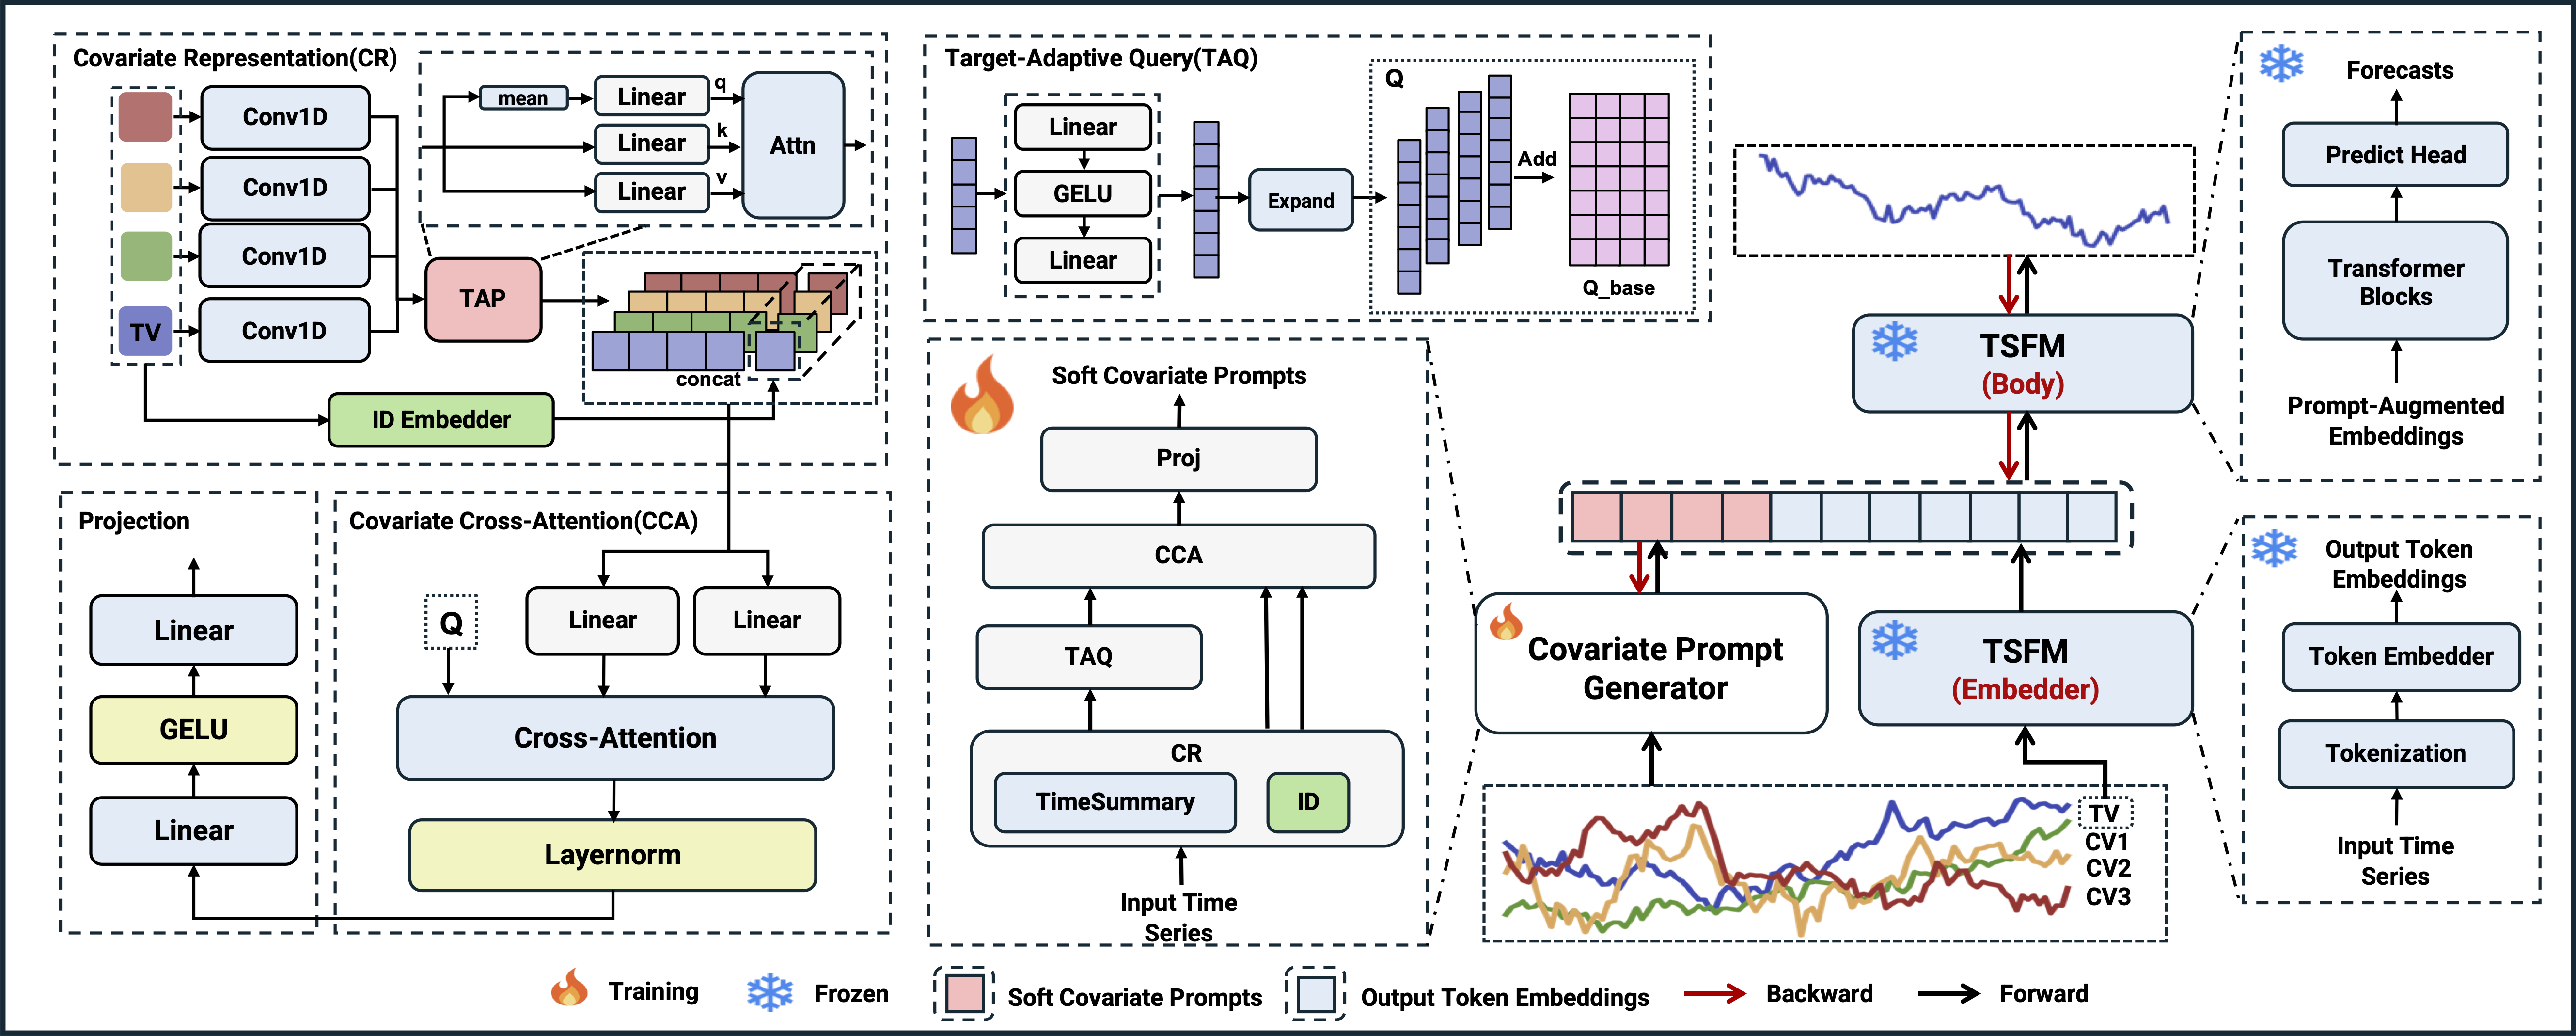 Covariate Representation(CR)
Conv1D
Conv1D
Conv1D
TV
Conv1D
mean
Linear
q
Linear
k
Linear
v
Attn
TAP
concat
ID Embedder
Projection
Linear
GELU
Linear
Covariate Cross-Attention(CCA)
Q
Linear
Linear
Cross-Attention
Layernorm
Target-Adaptive Query(TAQ)
Linear
GELU
Linear
Expand
Q
Add
Q_base
Soft Covariate Prompts
Proj
CCA
TAQ
CR
TimeSummary
ID
Input Time
Series
TSFM
(Body)
Covariate Prompt
Generator
TSFM
(Embedder)
TV
CV1
CV2
CV3
Forecasts
Predict Head
Transformer
Blocks
Prompt-Augmented
Embeddings
Output Token
Embeddings
Token Embedder
Tokenization
Input Time
Series
Training
Frozen
Soft Covariate Prompts
Output Token Embeddings
Backward
Forward